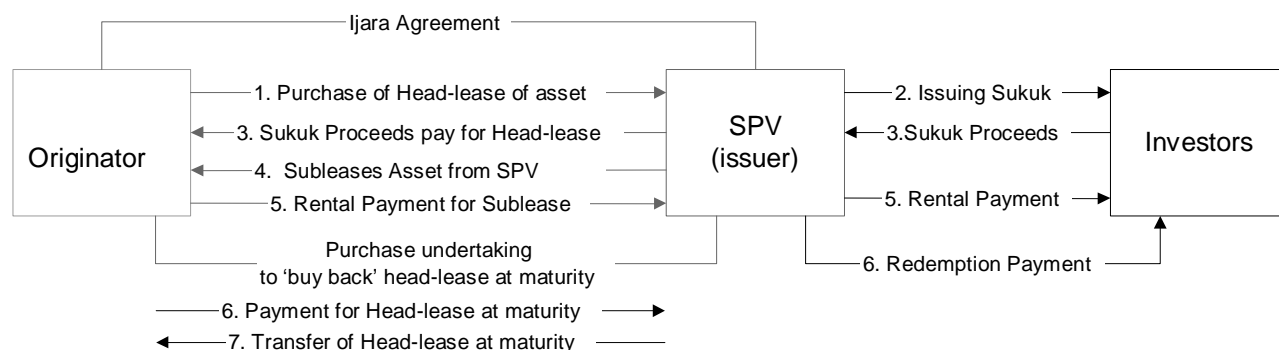 Ijara Agreement
1. Purchase of Head-lease of asset
2. Issuing Sukuk
3. Sukuk Proceeds pay for Head-lease
SPV
(issuer)
3.Sukuk Proceeds
Originator
Investors
4.  Subleases Asset from SPV
5. Rental Payment for Sublease
5. Rental Payment
Purchase undertaking
to ‘buy back’ head-lease at maturity
6. Redemption Payment
6. Payment for Head-lease at maturity
7. Transfer of Head-lease at maturity